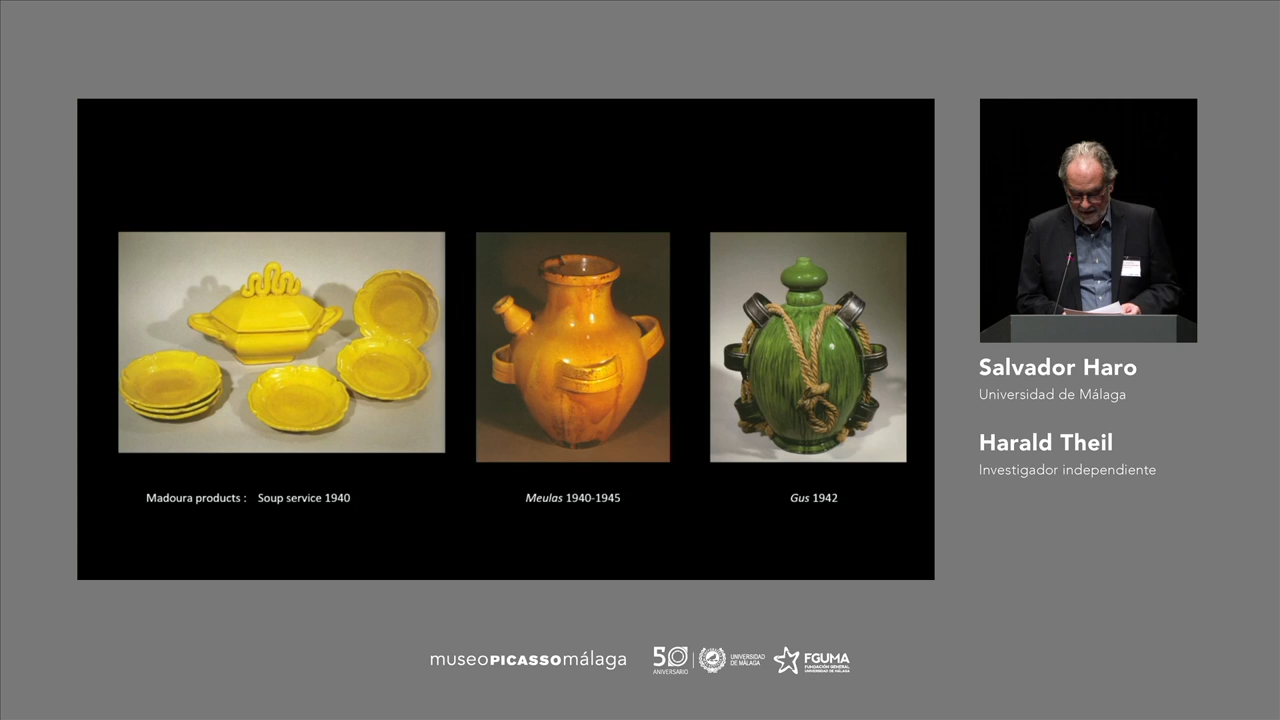 Madoura products : Soup service 1940
Meulas 1940-1945
Gus 1942
Salvador Haro
Universidad de Málaga
Harald Theil
Investigador independiente
museoPICASSOmálaga
50
ANIVERSARIO
UNIVERSIDAD
DE MÁLAGA
FGUMA
FUNDACIÓN GENERAL
UNIVERSIDAD DE MÁLAGA